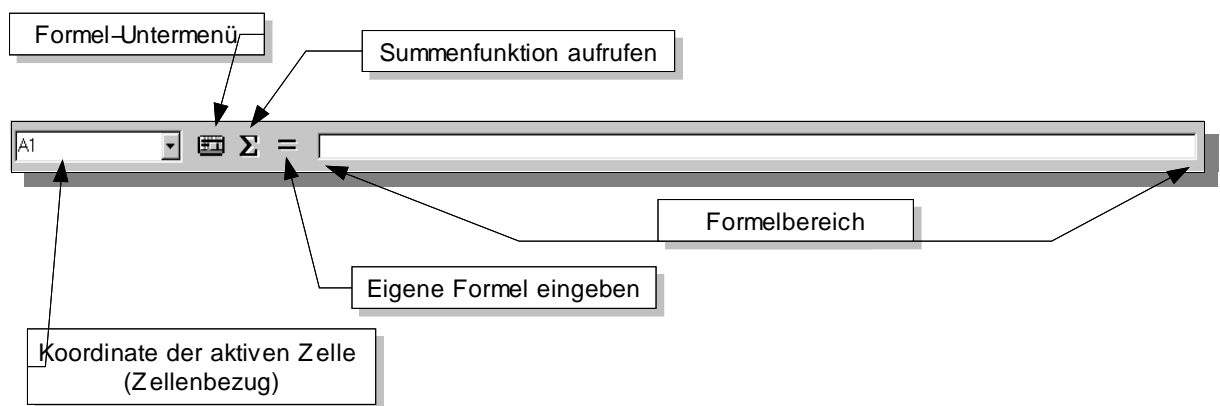 Formel-Untermenü
Summenfunktion aufrufen
A1 Σ =
Formelbereich
Eigene Formel eingeben
Koordinate der aktiven Zelle
(Zellenbezug)